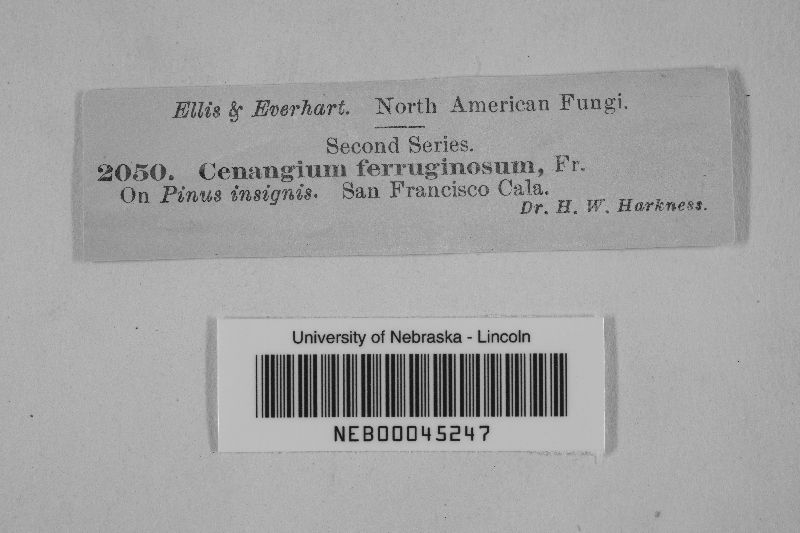 Ellis & Everhart. North American Fungi.
Second Series.
2050. Cenangium ferruginosum, Fr.
On Pinus insignis. San Francisco Cala.
Dr. H. W. Harkness.
University of Nebraska - Lincoln
NEB00045247